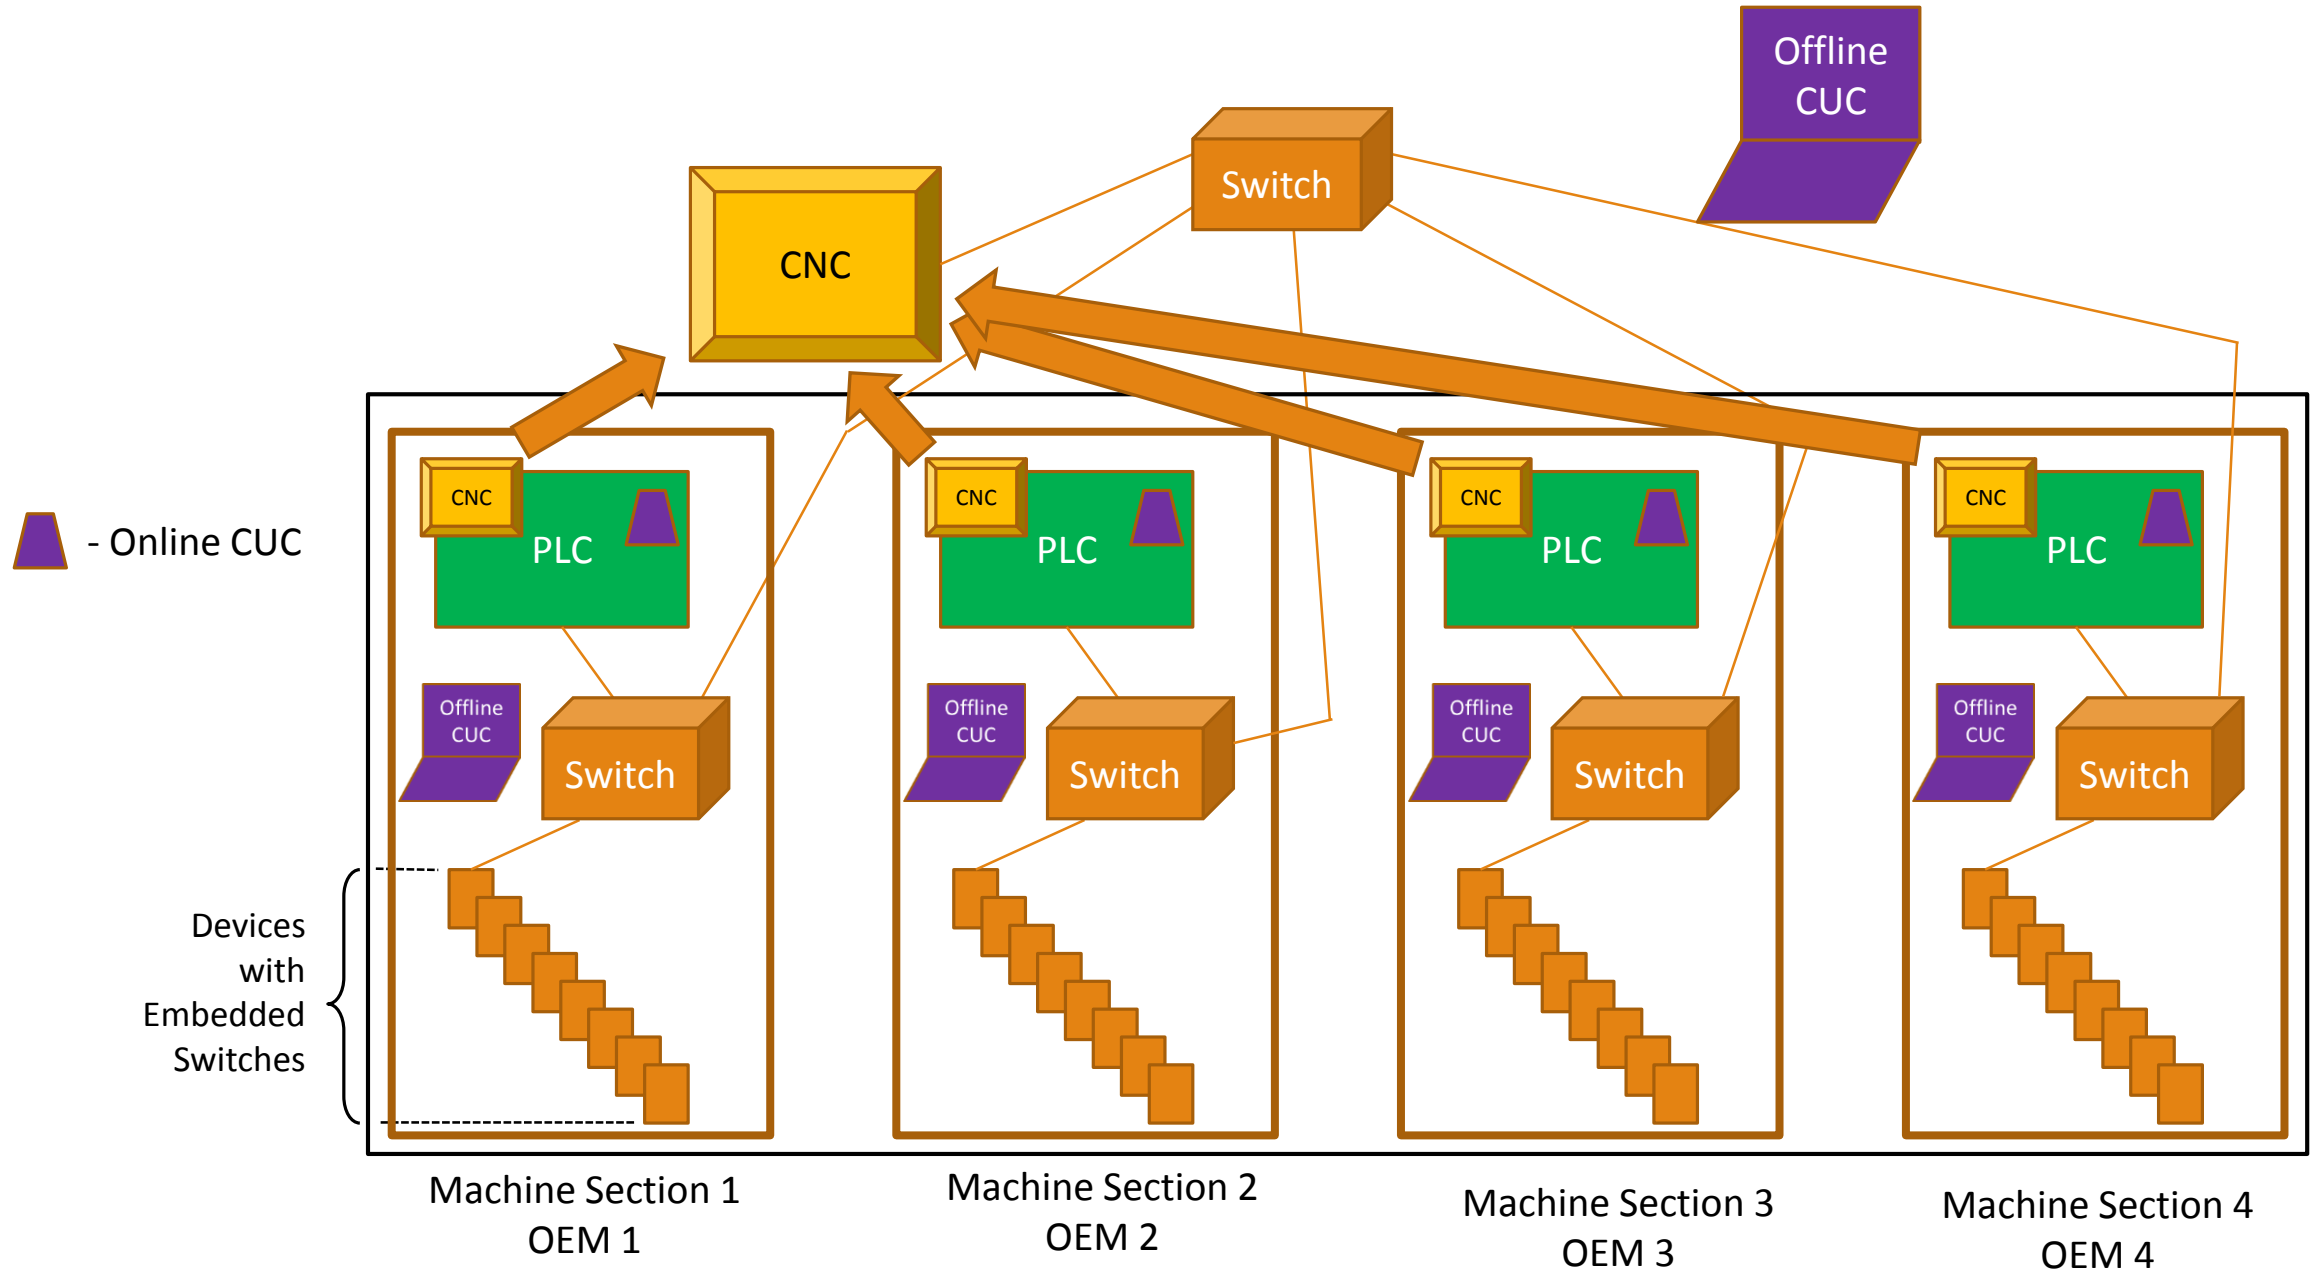 Offline
CUC
Switch
CNC
- Online CUC
CNC
PLC
CNC
PLC
CNC
PLC
CNC
PLC
Offline
CUC
Switch
Offline
CUC
Switch
Offline
CUC
Switch
Offline
CUC
Switch
Devices
with
Embedded
Switches
Machine Section 1
OEM 1
Machine Section 2
OEM 2
Machine Section 3
OEM 3
Machine Section 4
OEM 4